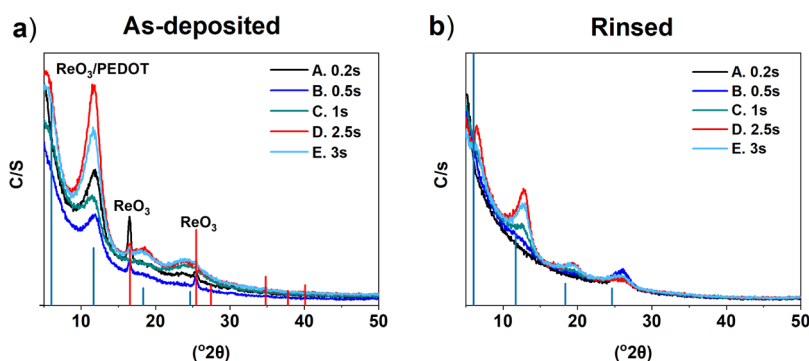 As-deposited
a)
ReO₃/PEDOT
A. 0.2s
B. 0.5s
C. 1s
D. 2.5s
E. 3s
ReO₃
ReO₃
C/S
10 20 30 40 50
(°2θ)
Rinsed
b)
A. 0.2s
B. 0.5s
C. 1s
D. 2.5s
E. 3s
C/s
10 20 30 40 50
(°2θ)